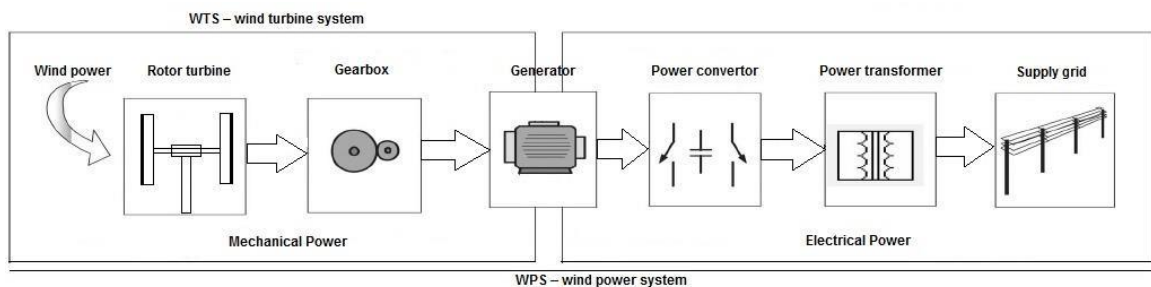 WTS – wind turbine system
Wind power
Rotor turbine
Gearbox
Generator
Power convertor
Power transformer
Supply grid
Mechanical Power
Electrical Power
WPS – wind power system